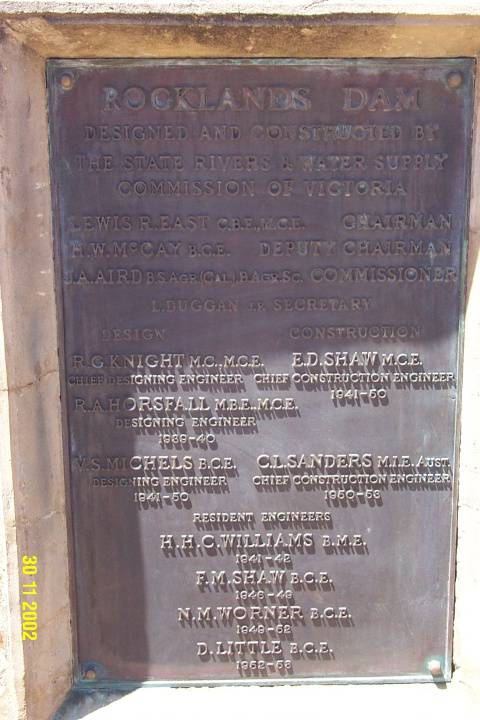 ROCKLANDS DAM
DESIGNED AND CONSTRUCTED BY
THE STATE RIVERS & WATER SUPPLY
COMMISSION OF VICTORIA
LEWIS R. EAST C.B.E., M.C.E. CHAIRMAN
H.W. McCAY B.C.E. DEPUTY CHAIRMAN
J.A. AIRD B.S.AGR.(CAL.), B.AGR.SC. COMMISSIONER
L. DUGGAN J.P. SECRETARY
DESIGN CONSTRUCTION
R.G. KNIGHT M.C., M.C.E. E.D. SHAW M.C.E.
CHIEF DESIGNING ENGINEER CHIEF CONSTRUCTION ENGINEER
1941-50
R.A. HORSFALL M.B.E., M.C.E.
DESIGNING ENGINEER
1939-40
V.S. MICHELS B.C.E. C.L. SANDERS M.I.E. AUST.
DESIGNING ENGINEER CHIEF CONSTRUCTION ENGINEER
1941-50 1950-53
RESIDENT ENGINEERS
H.H.C. WILLIAMS B.M.E.
1941-42
F.M. SHAW B.C.E.
1946-49
N.M. WORNER B.C.E.
1949-52
D. LITTLE B.C.E.
1952-53
30 11 2002